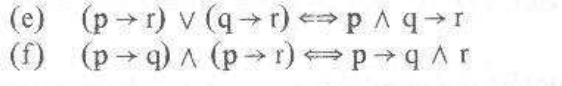 (e) (p → r) ∨ (q → r) ⟺ p ∧ q → r
(f) (p → q) ∧ (p → r) ⟺ p → q ∧ r